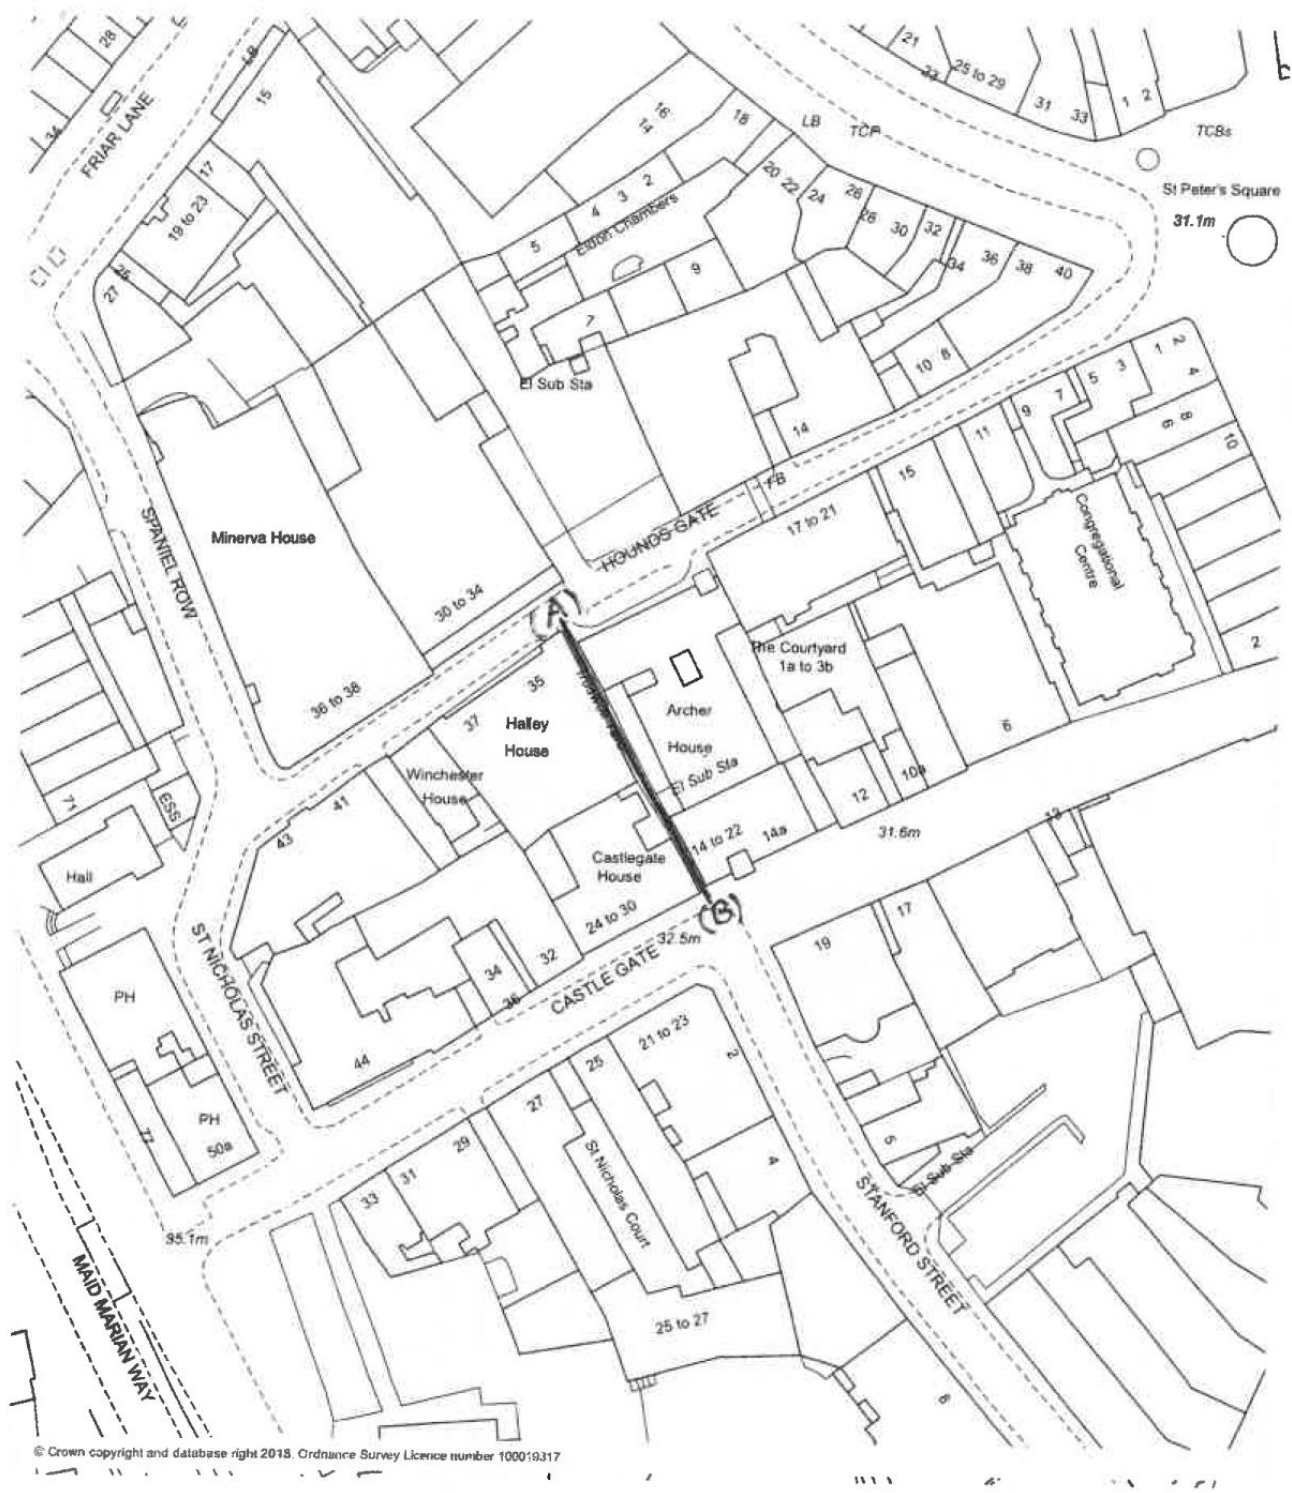 28
34
FRIAR LANE
LB
15
17
19 to 23
27
21
33
25 to 29
31
33
1
2
16
14
18
LB
TCBs
St Peter's Square
31.1m
5
4
3
2
Eldon Chambers
20
22
24
26
28
30
32
34
36
38
40
9
7
El Sub Sta
10
8
14
FB
HOUNDS GATE
17 to 21
15
11
9
7
5
3
1
2
4
6
8
10
Congregational
Centre
2
SPANIEL ROW
Minerva House
30 to 34
36 to 38
(A)
35
37
Halley
House
Winchester
House
41
43
The Courtyard
1a to 3b
Archer
House
El Sub Sta
6
10a
12
14a
14 to 22
31.6m
13
71
ESS
Hall
Castlegate
House
24 to 30
(B)
32.5m
CASTLE GATE
32
34
36
44
17
19
ST NICHOLAS STREET
PH
PH
50a
77
35.1m
MAID MARIAN WAY
21 to 23
2
25
27
29
31
33
St Nicholas Court
4
5
El Sub Sta
STANFORD STREET
25 to 27
© Crown copyright and database right 2018. Ordnance Survey Licence number 100019317